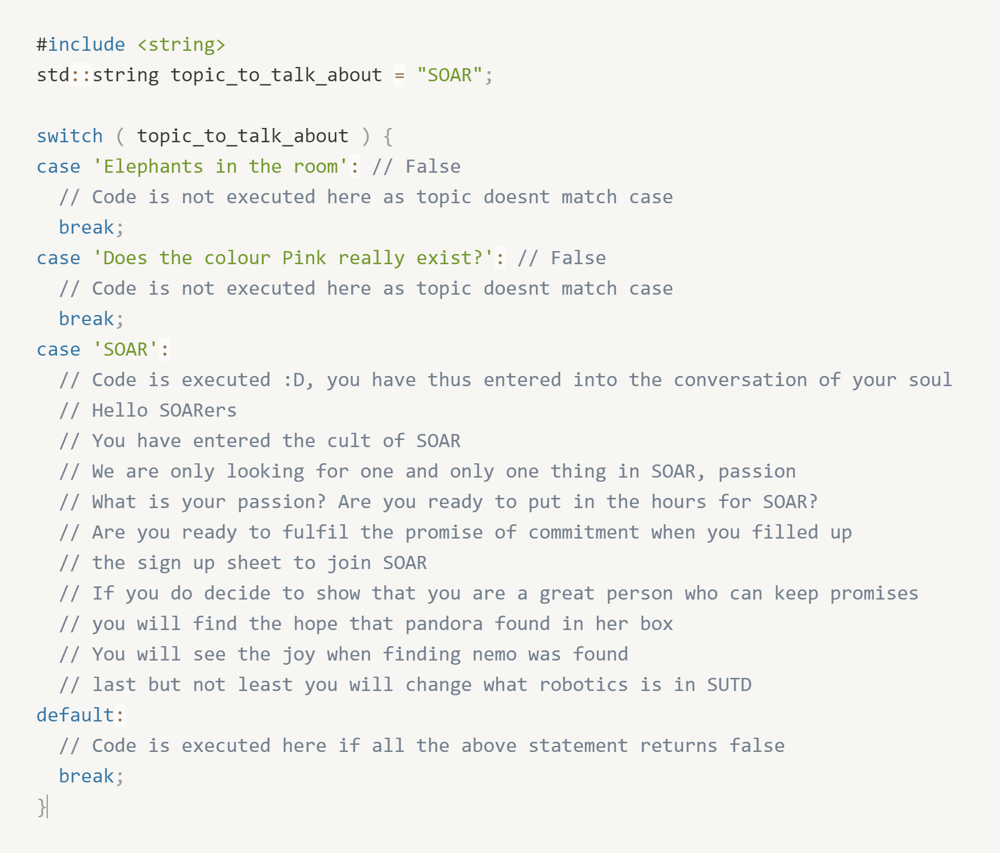 #include <string>
std::string topic_to_talk_about = "SOAR";

switch ( topic_to_talk_about ) {
case 'Elephants in the room': // False
  // Code is not executed here as topic doesnt match case
  break;
case 'Does the colour Pink really exist?': // False
  // Code is not executed here as topic doesnt match case
  break;
case 'SOAR':
  // Code is executed :D, you have thus entered into the conversation of your soul
  // Hello SOARers
  // You have entered the cult of SOAR
  // We are only looking for one and only one thing in SOAR, passion
  // What is your passion? Are you ready to put in the hours for SOAR?
  // Are you ready to fulfil the promise of commitment when you filled up
  // the sign up sheet to join SOAR
  // If you do decide to show that you are a great person who can keep promises
  // you will find the hope that pandora found in her box
  // You will see the joy when finding nemo was found
  // last but not least you will change what robotics is in SUTD
default:
  // Code is executed here if all the above statement returns false
  break;
}